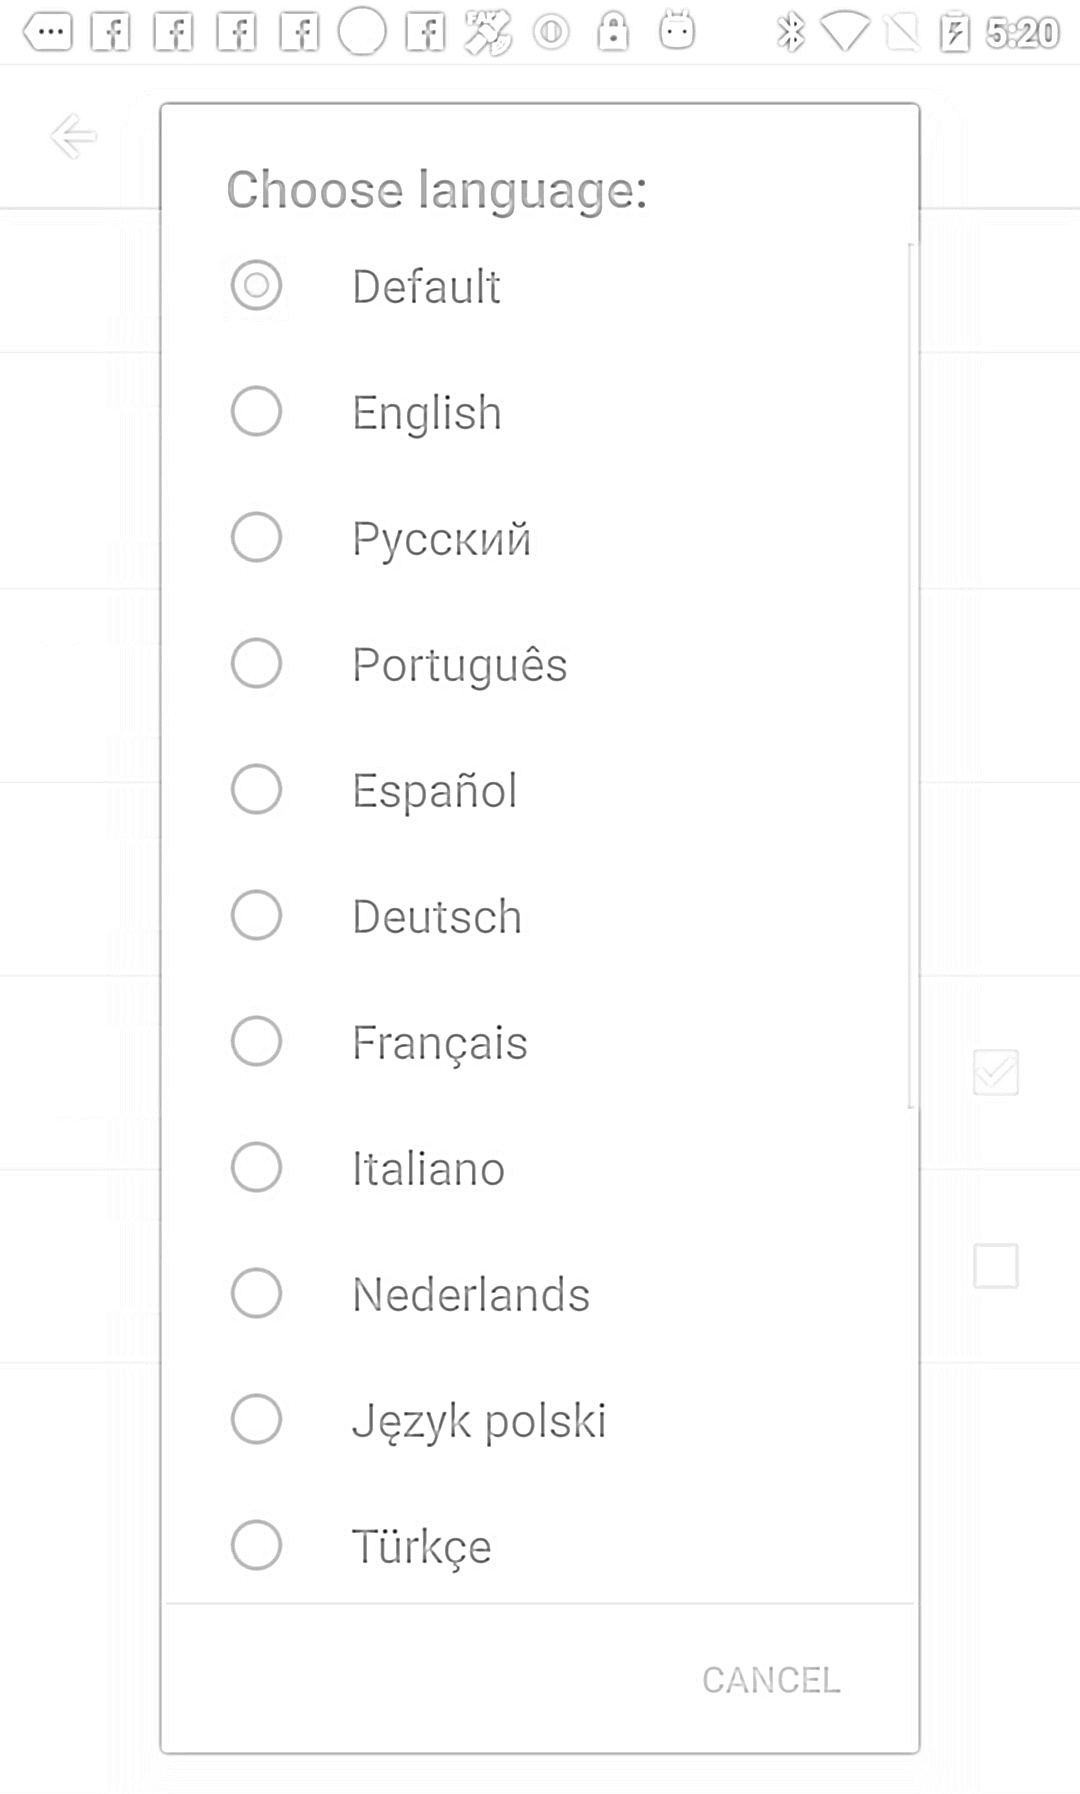 5:20
Choose language:
Default
English
Русский
Português
Español
Deutsch
Français
Italiano
Nederlands
Język polski
Türkçe
CANCEL